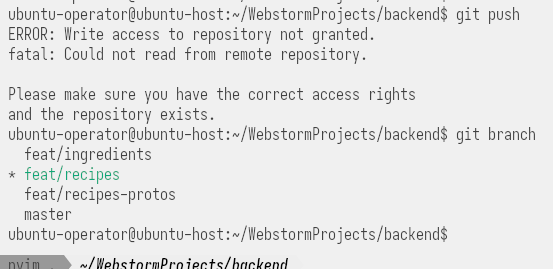 ubuntu-operator@ubuntu-host:~/WebstormProjects/backend$ git push
ERROR: Write access to repository not granted.
fatal: Could not read from remote repository.

Please make sure you have the correct access rights
and the repository exists.
ubuntu-operator@ubuntu-host:~/WebstormProjects/backend$ git branch
  feat/ingredients
* feat/recipes
  feat/recipes-protos
  master
ubuntu-operator@ubuntu-host:~/WebstormProjects/backend$
nvim . ~/WebstormProjects/backend